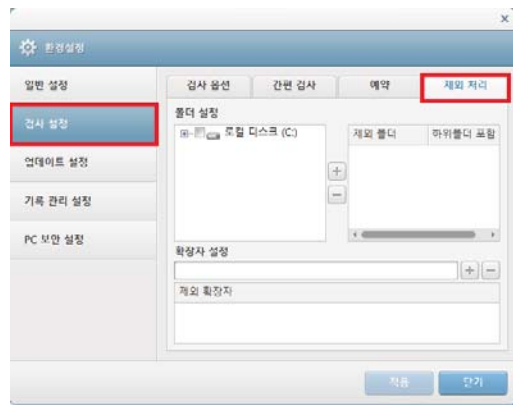 환경설정
일반 설정
검사 설정
업데이트 설정
기록 관리 설정
PC 보안 설정
검사 옵션
간편 검사
예약
제외 처리
폴더 설정
로컬 디스크 (C:)
제외 폴더
하위폴더 포함
확장자 설정
제외 확장자
적용
닫기